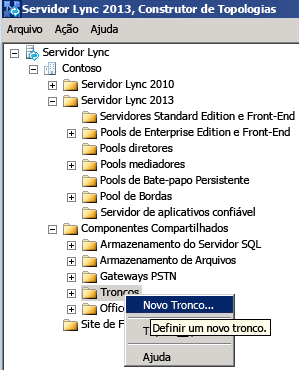 Servidor Lync 2013, Construtor de Topologias
Arquivo Ação Ajuda
Servidor Lync
Contoso
Servidor Lync 2010
Servidor Lync 2013
Servidores Standard Edition e Front-End
Pools de Enterprise Edition e Front-End
Pools diretores
Pools mediadores
Pools de Bate-papo Persistente
Pool de Bordas
Servidor de aplicativos confiável
Componentes Compartilhados
Armazenamento do Servidor SQL
Armazenamento de Arquivos
Gateways PSTN
Troncos
Novo Tronco...
Office
Definir um novo tronco.
Site de F
Ajuda